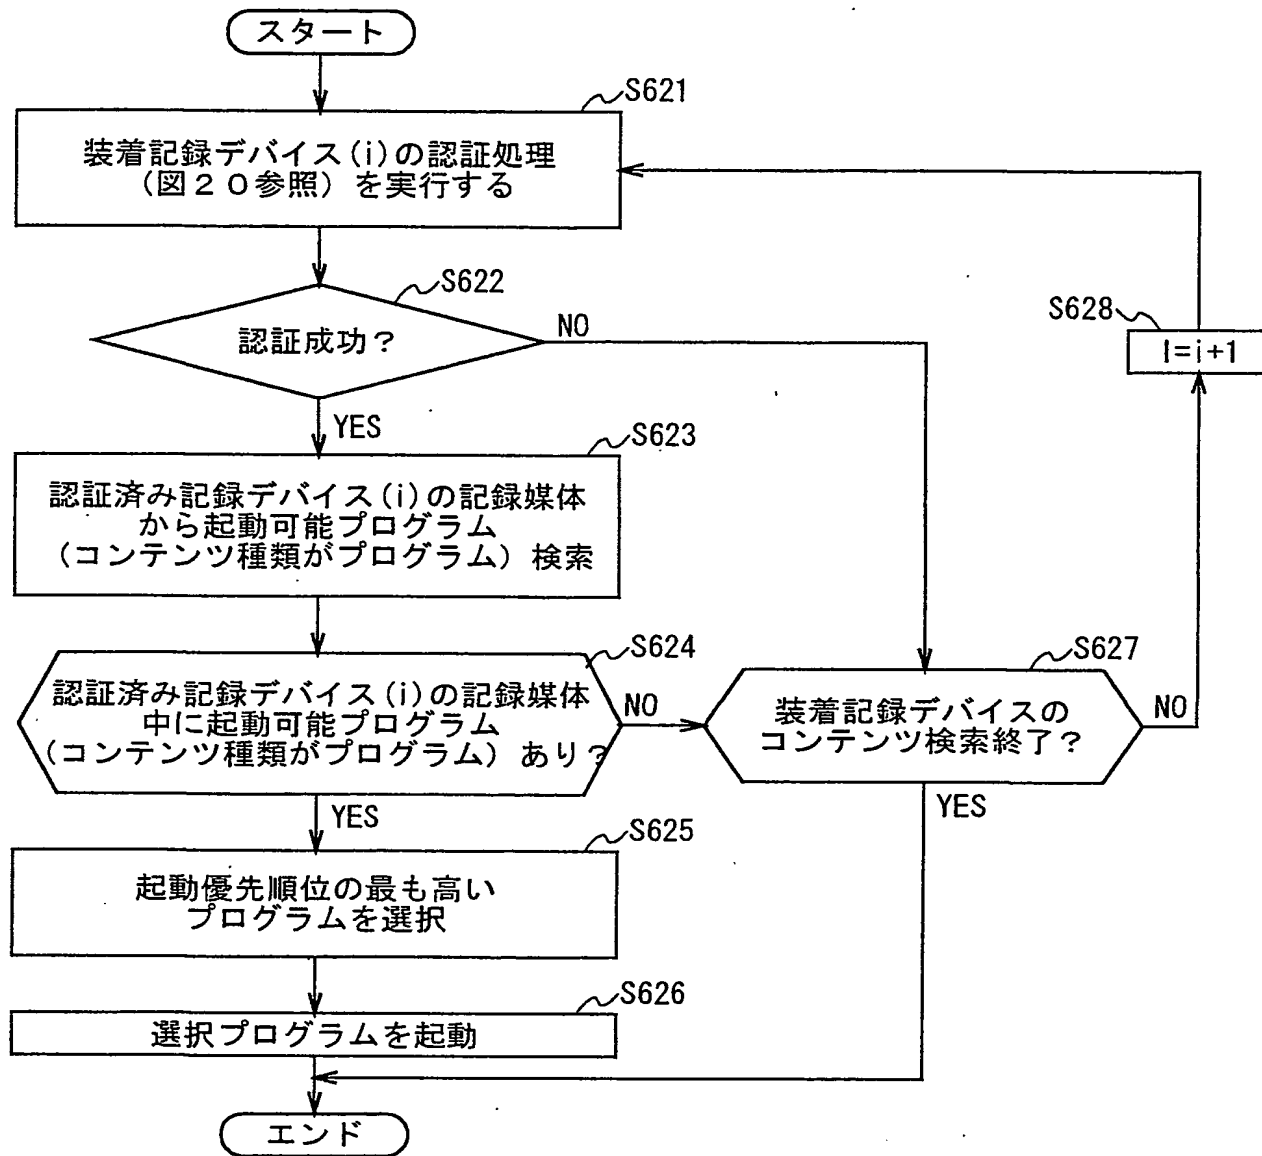 スタート
S621
装着記録デバイス(i)の認証処理
(図２０参照)を実行する
S622
認証成功？
NO
YES
S628
I=i+1
S623
認証済み記録デバイス(i)の記録媒体
から起動可能プログラム
(コンテンツ種類がプログラム)検索
S624
認証済み記録デバイス(i)の記録媒体
中に起動可能プログラム
(コンテンツ種類がプログラム)あり？
NO
YES
S627
装着記録デバイスの
コンテンツ検索終了？
NO
YES
S625
起動優先順位の最も高い
プログラムを選択
S626
選択プログラムを起動
エンド